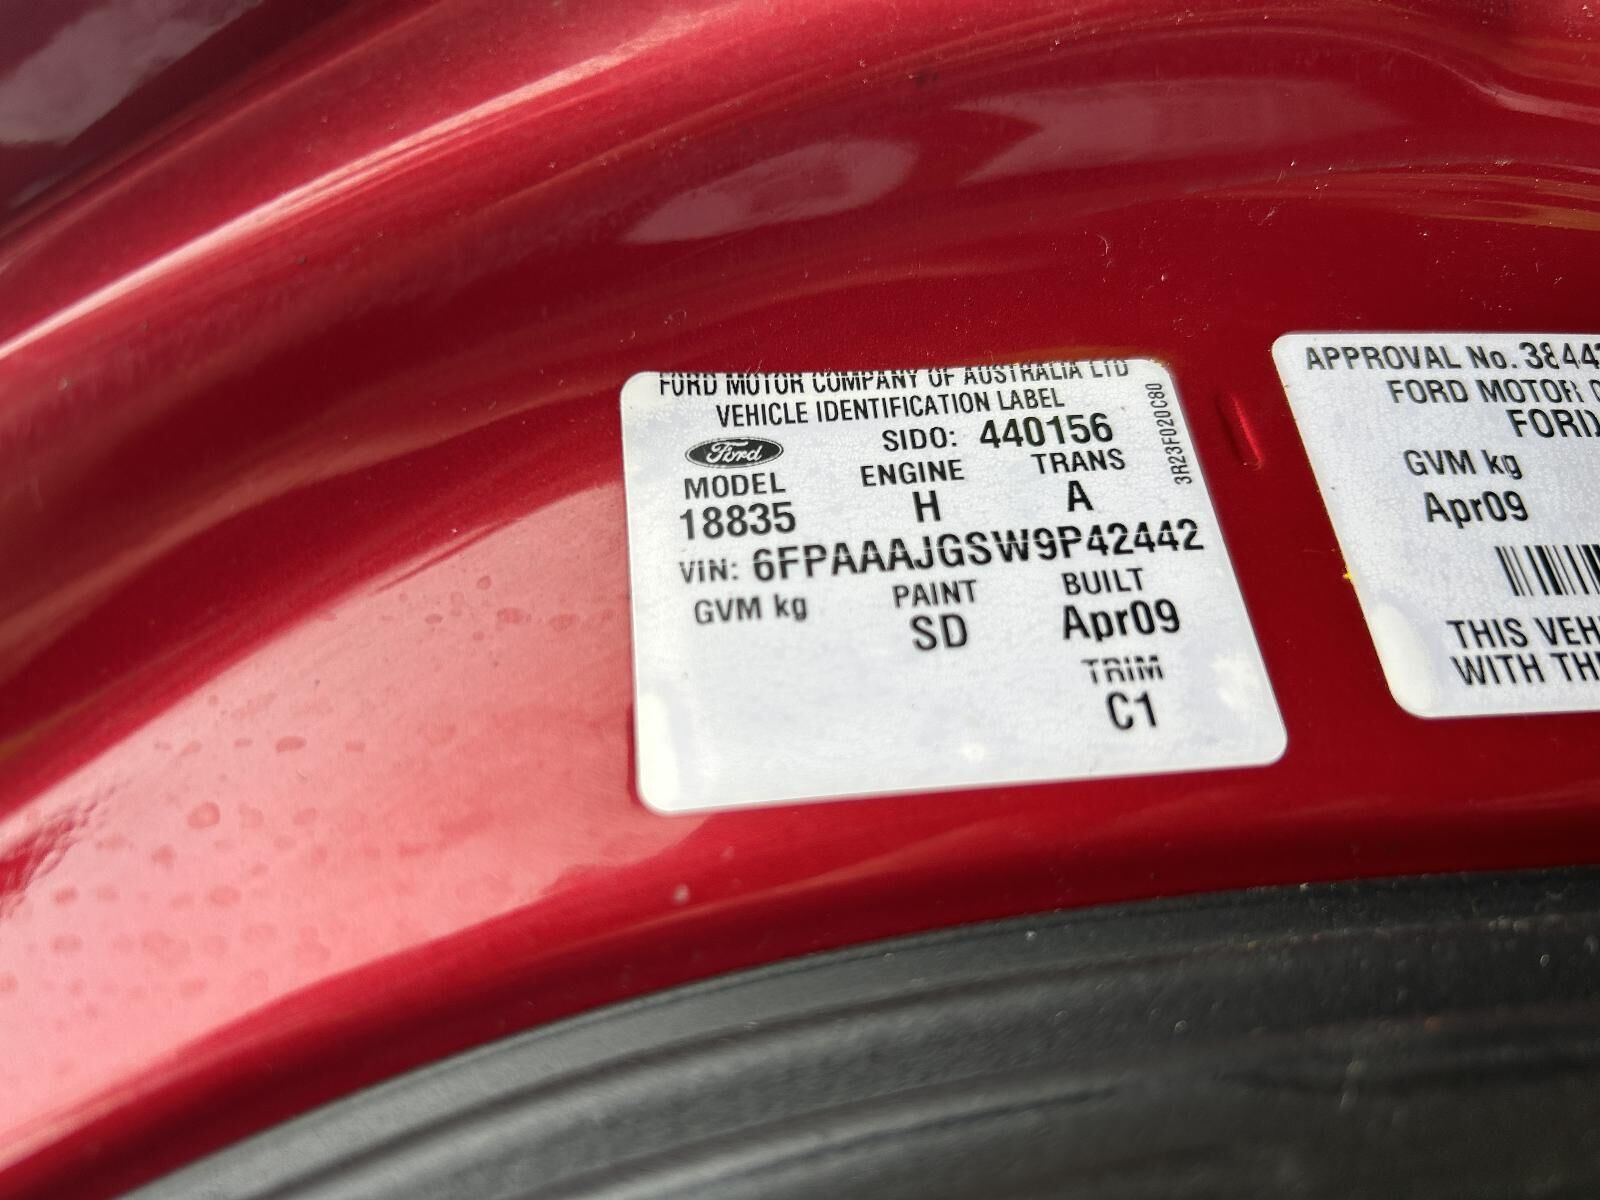 FORD MOTOR COMPANY OF AUSTRALIA LTD
VEHICLE IDENTIFICATION LABEL
Ford
SIDO: 440156
MODEL ENGINE TRANS
18835 H A
VIN: 6FPAAAJGSW9P42442
GVM kg PAINT BUILT
SD Apr09
TRIM
C1
3R23F020C80
APPROVAL No. 3844
FORD MOTOR
FORD
GVM kg
Apr09
THIS VEH
WITH TH